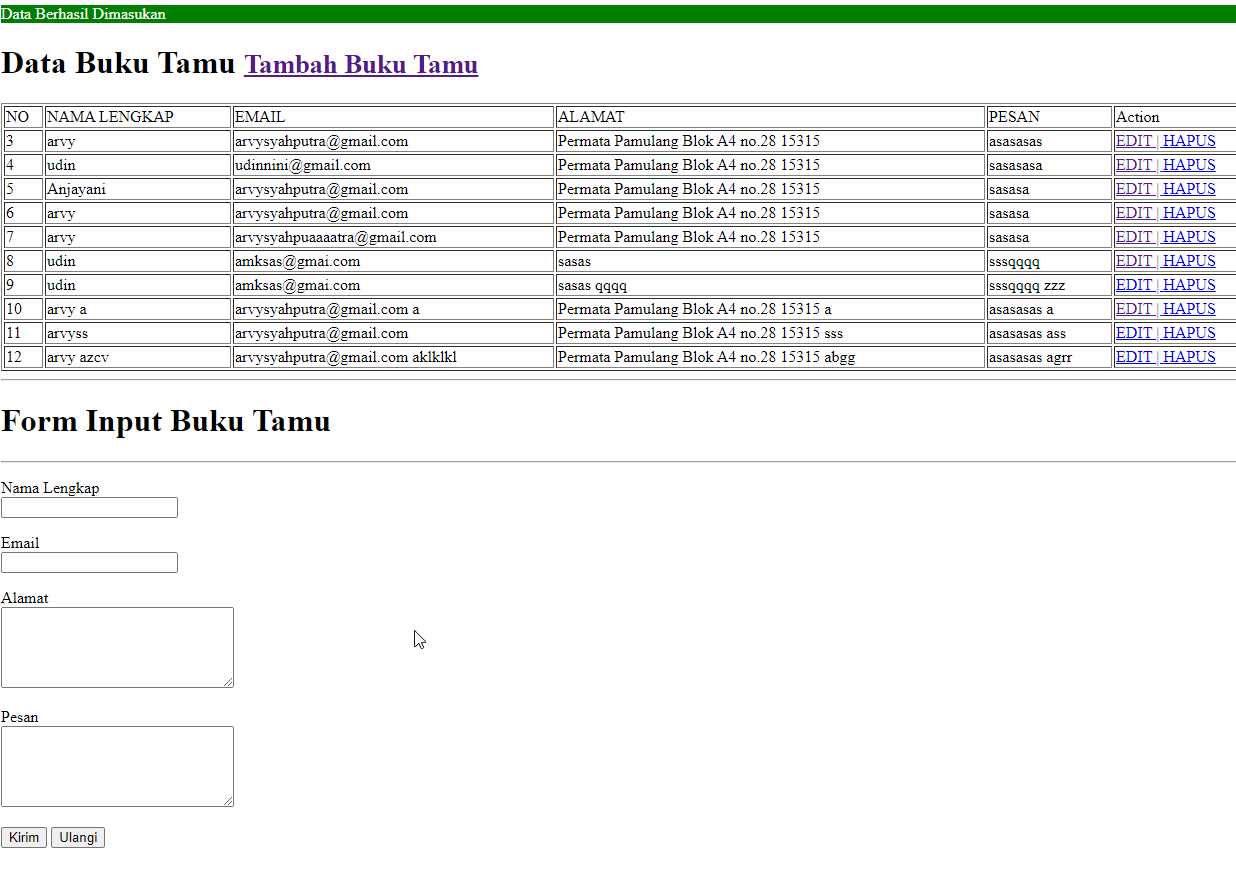 Data Berhasil Dimasukan
Data Buku Tamu Tambah Buku Tamu
NO NAMA LENGKAP EMAIL ALAMAT PESAN Action
3 arvy arvysyahputra@gmail.com Permata Pamulang Blok A4 no.28 15315 asasasas EDIT | HAPUS
4 udin udinnini@gmail.com Permata Pamulang Blok A4 no.28 15315 sasasasa EDIT | HAPUS
5 Anjayani arvysyahputra@gmail.com Permata Pamulang Blok A4 no.28 15315 sasasa EDIT | HAPUS
6 arvy arvysyahputra@gmail.com Permata Pamulang Blok A4 no.28 15315 sasasa EDIT | HAPUS
7 arvy arvysyahpuaaaatra@gmail.com Permata Pamulang Blok A4 no.28 15315 sasasa EDIT | HAPUS
8 udin amksas@gmai.com sasas sssqqqq EDIT | HAPUS
9 udin amksas@gmai.com sasas qqqq sssqqqq zzz EDIT | HAPUS
10 arvy a arvysyahputra@gmail.com a Permata Pamulang Blok A4 no.28 15315 a asasasas a EDIT | HAPUS
11 arvyss arvysyahputra@gmail.com Permata Pamulang Blok A4 no.28 15315 sss asasasas ass EDIT | HAPUS
12 arvy azcv arvysyahputra@gmail.com aklklkl Permata Pamulang Blok A4 no.28 15315 abgg asasasas agrr EDIT | HAPUS
Form Input Buku Tamu
Nama Lengkap
Email
Alamat
Pesan
Kirim Ulangi